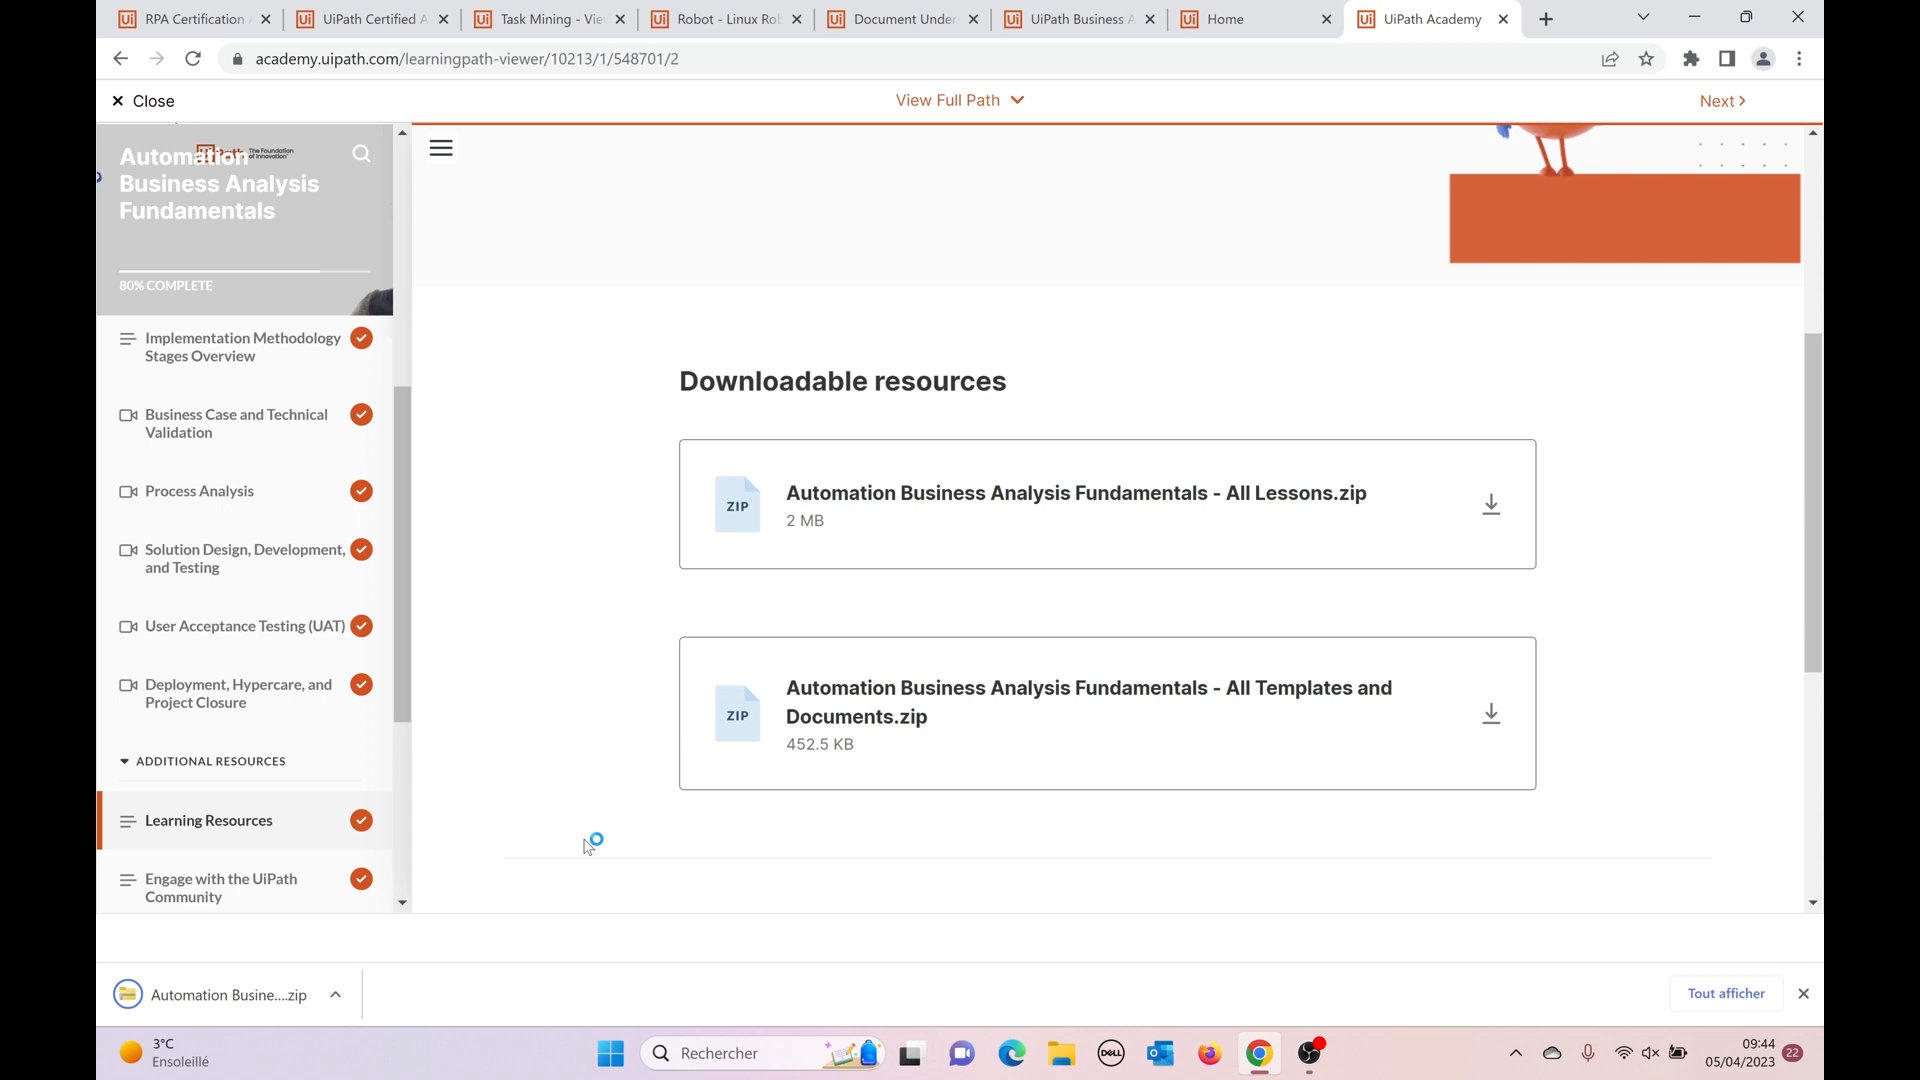 RPA Certification
UiPath Certified A
Task Mining - Vie
Robot - Linux Ro
Document Under
UiPath Business A
Home
UiPath Academy
academy.uipath.com/learningpath-viewer/10213/1/548701/2
Close
View Full Path
Next
The Foundation
of Innovation
Automation
Business Analysis
Fundamentals
80% COMPLETE
Implementation Methodology
Stages Overview
Business Case and Technical
Validation
Process Analysis
Solution Design, Development,
and Testing
User Acceptance Testing (UAT)
Deployment, Hypercare, and
Project Closure
ADDITIONAL RESOURCES
Learning Resources
Engage with the UiPath
Community
Downloadable resources
ZIP
Automation Business Analysis Fundamentals - All Lessons.zip
2 MB
ZIP
Automation Business Analysis Fundamentals - All Templates and
Documents.zip
452.5 KB
Automation Busine....zip
Tout afficher
3°C
Ensoleillé
Rechercher
DELL
09:44
05/04/2023
22